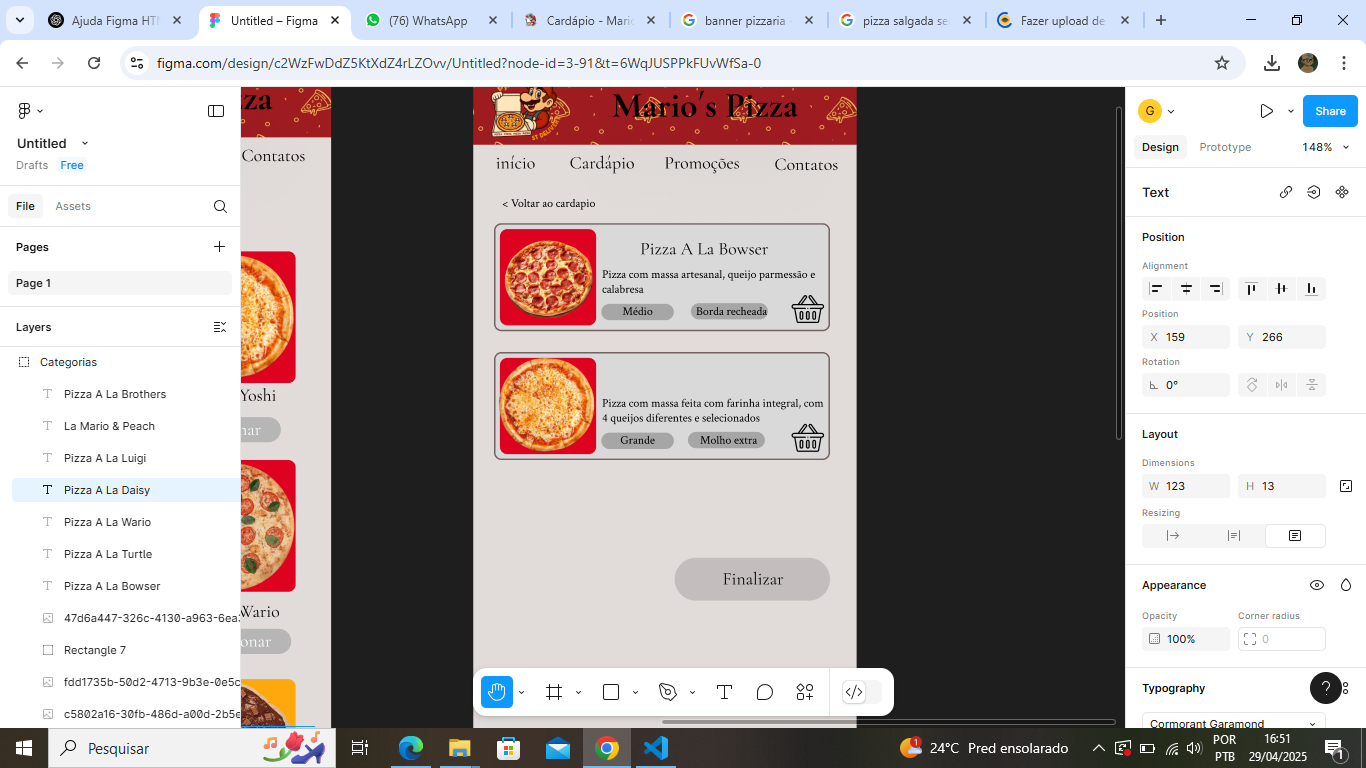 Ajuda Figma HTM
Untitled – Figma
(76) WhatsApp
Cardápio - Mario
banner pizzaria -
pizza salgada se
Fazer upload de
figma.com/design/c2WzFwDdZ5KtXdZ4rLZOvv/Untitled?node-id=3-91&t=6WqJUSPPkFUvWfSa-0
Untitled
Drafts Free
File Assets
Pages
Page 1
Layers
Categorias
Pizza A La Brothers
La Mario & Peach
Pizza A La Luigi
Pizza A La Daisy
Pizza A La Wario
Pizza A La Turtle
Pizza A La Bowser
47d6a447-326c-4130-a963-6ea3
Rectangle 7
fdd1735b-50d2-4713-9b3e-0e5c
c5802a16-30fb-486d-a00d-2b5e
zza
Contatos
Yoshi
nar
Wario
onar
Mario's Pizza
ST DELIVERY
início Cardápio Promoções Contatos
< Voltar ao cardapio
Pizza A La Bowser
Pizza com massa artesanal, queijo parmessão e
calabresa
Médio Borda recheada
Pizza com massa feita com farinha integral, com
4 queijos diferentes e selecionados
Grande Molho extra
Finalizar
G
Share
Design Prototype 148%
Text
Position
Alignment
Position
X 159 Y 266
Rotation
0°
Layout
Dimensions
W 123 H 13
Resizing
Appearance
Opacity Corner radius
100% 0
Typography
?
Cormorant Garamond
Pesquisar
1
24°C Pred ensolarado
POR
PTB
16:51
29/04/2025
1